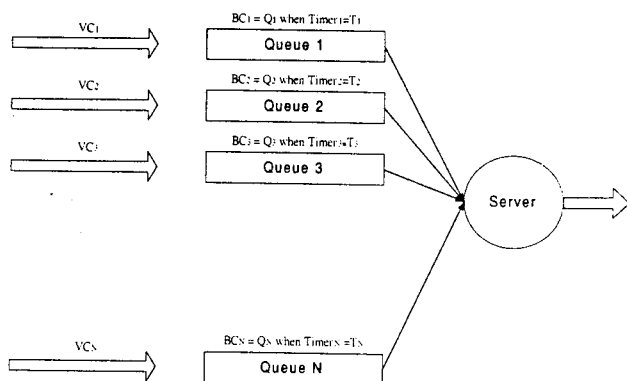 VC1
BC1 = Q1 when Timer1=T1
Queue 1
VC2
BC2 = Q2 when Timer2=T2
Queue 2
VC3
BC3 = Q3 when Timer3=T3
Queue 3
Server
VCN
BCN = QN when TimerN =TN
Queue N